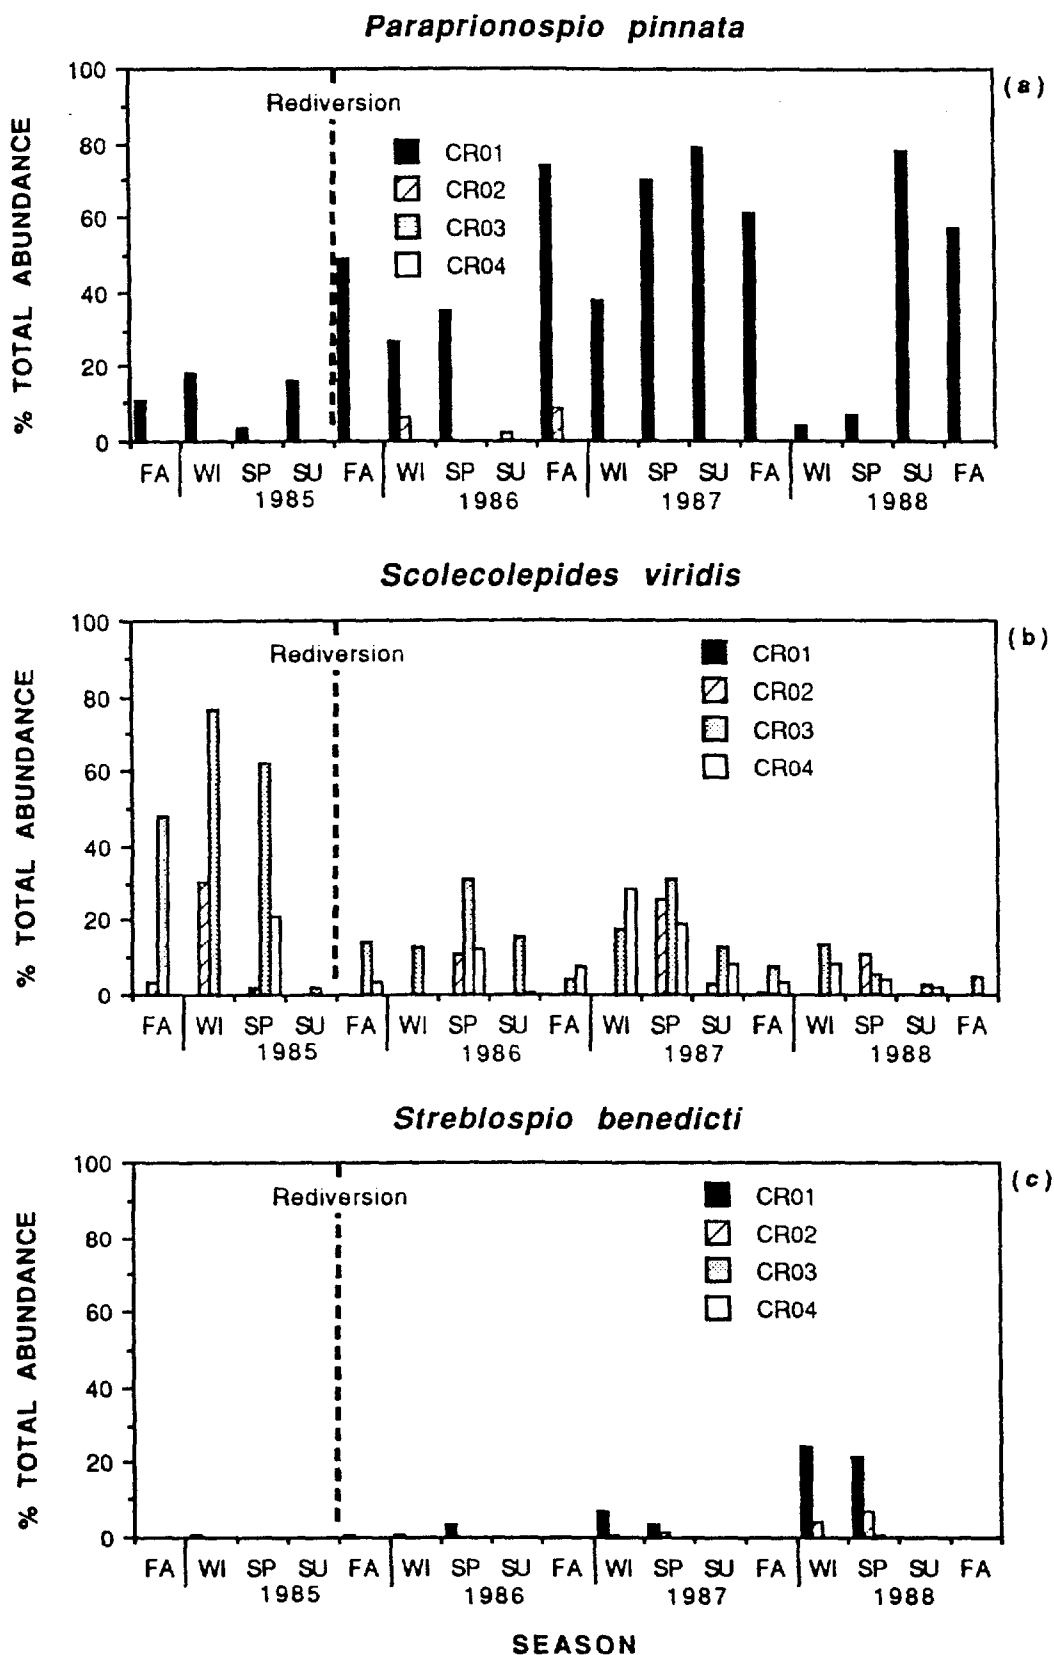 Paraprionospio pinnata
(a)
% TOTAL ABUNDANCE
100
80
60
40
20
0
Rediversion
CR01
CR02
CR03
CR04
FA WI SP SU FA WI SP SU FA WI SP SU FA WI SP SU FA
1985 1986 1987 1988
Scolecolepides viridis
(b)
% TOTAL ABUNDANCE
100
80
60
40
20
0
Rediversion
CR01
CR02
CR03
CR04
FA WI SP SU FA WI SP SU FA WI SP SU FA WI SP SU FA
1985 1986 1987 1988
Streblospio benedicti
(c)
% TOTAL ABUNDANCE
100
80
60
40
20
0
Rediversion
CR01
CR02
CR03
CR04
FA WI SP SU FA WI SP SU FA WI SP SU FA WI SP SU FA
1985 1986 1987 1988
SEASON